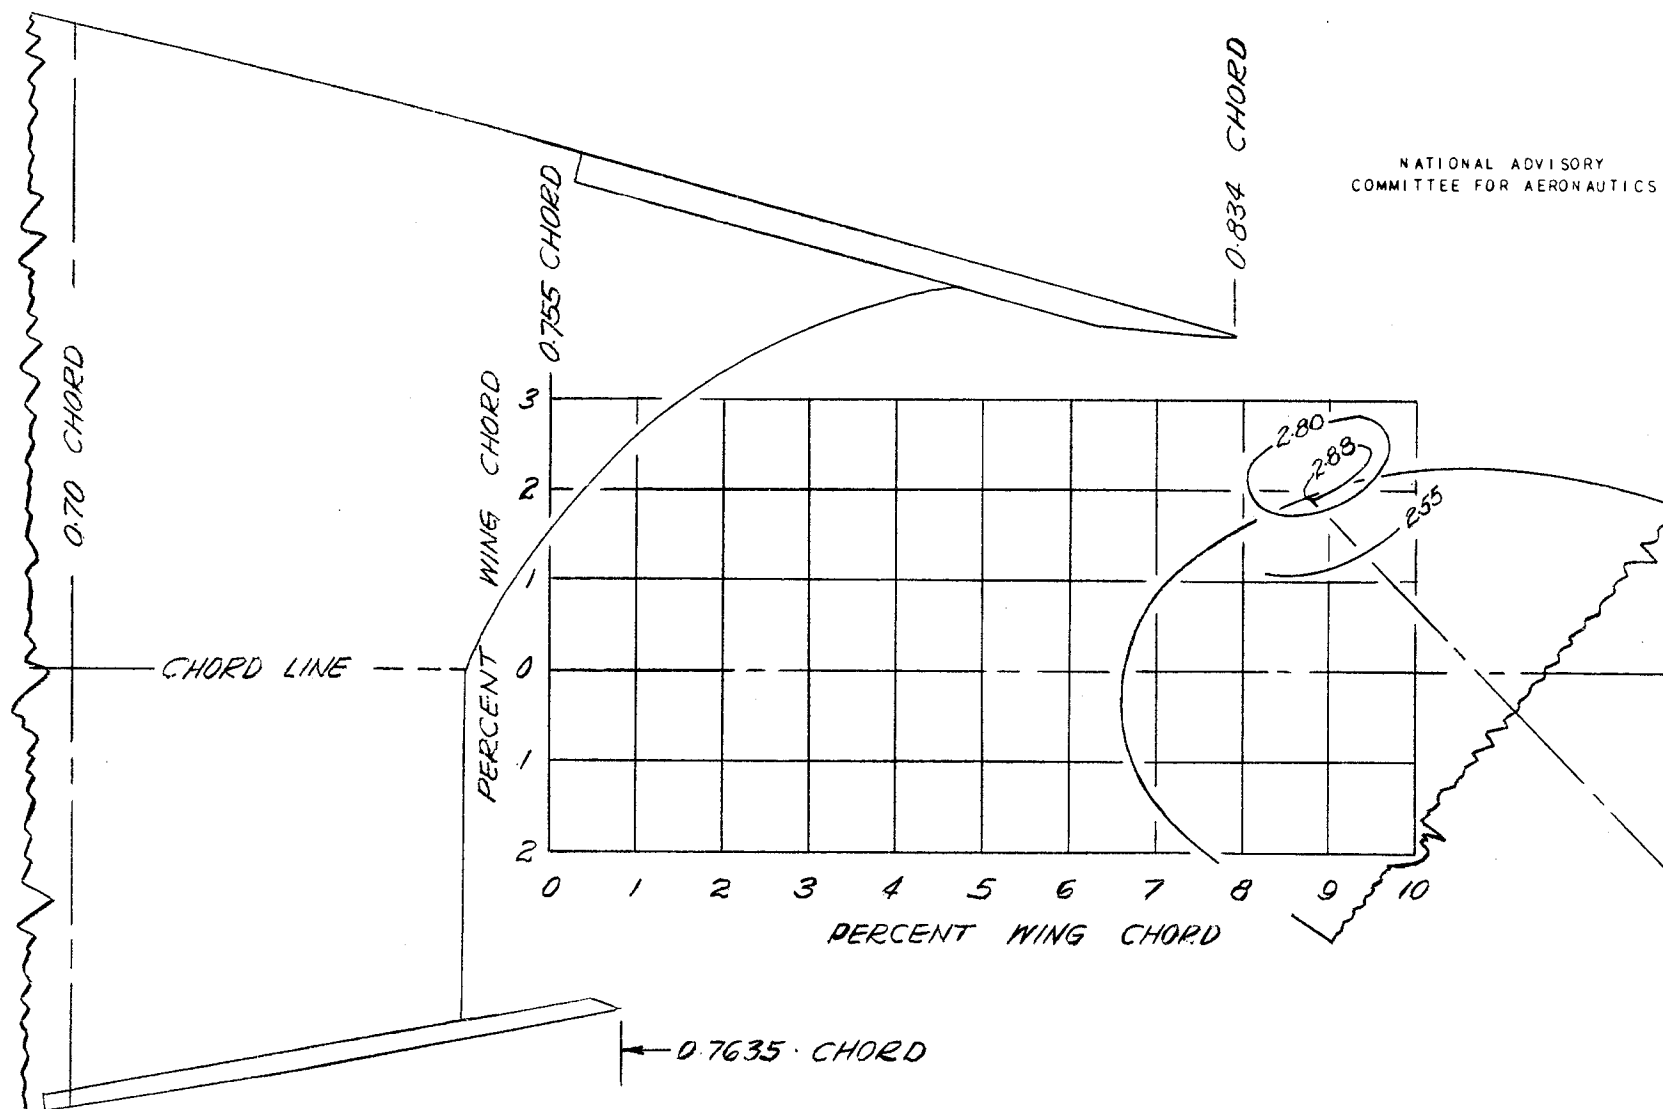 0.834 CHORD
NATIONAL ADVISORY
COMMITTEE FOR AERONAUTICS
0.755 CHORD
0.70 CHORD
PERCENT WING CHORD
3
2
1
0
1
2
2.80
2.88
2.55
CHORD LINE
0 1 2 3 4 5 6 7 8 9 10
PERCENT WING CHORD
0.7635 CHORD